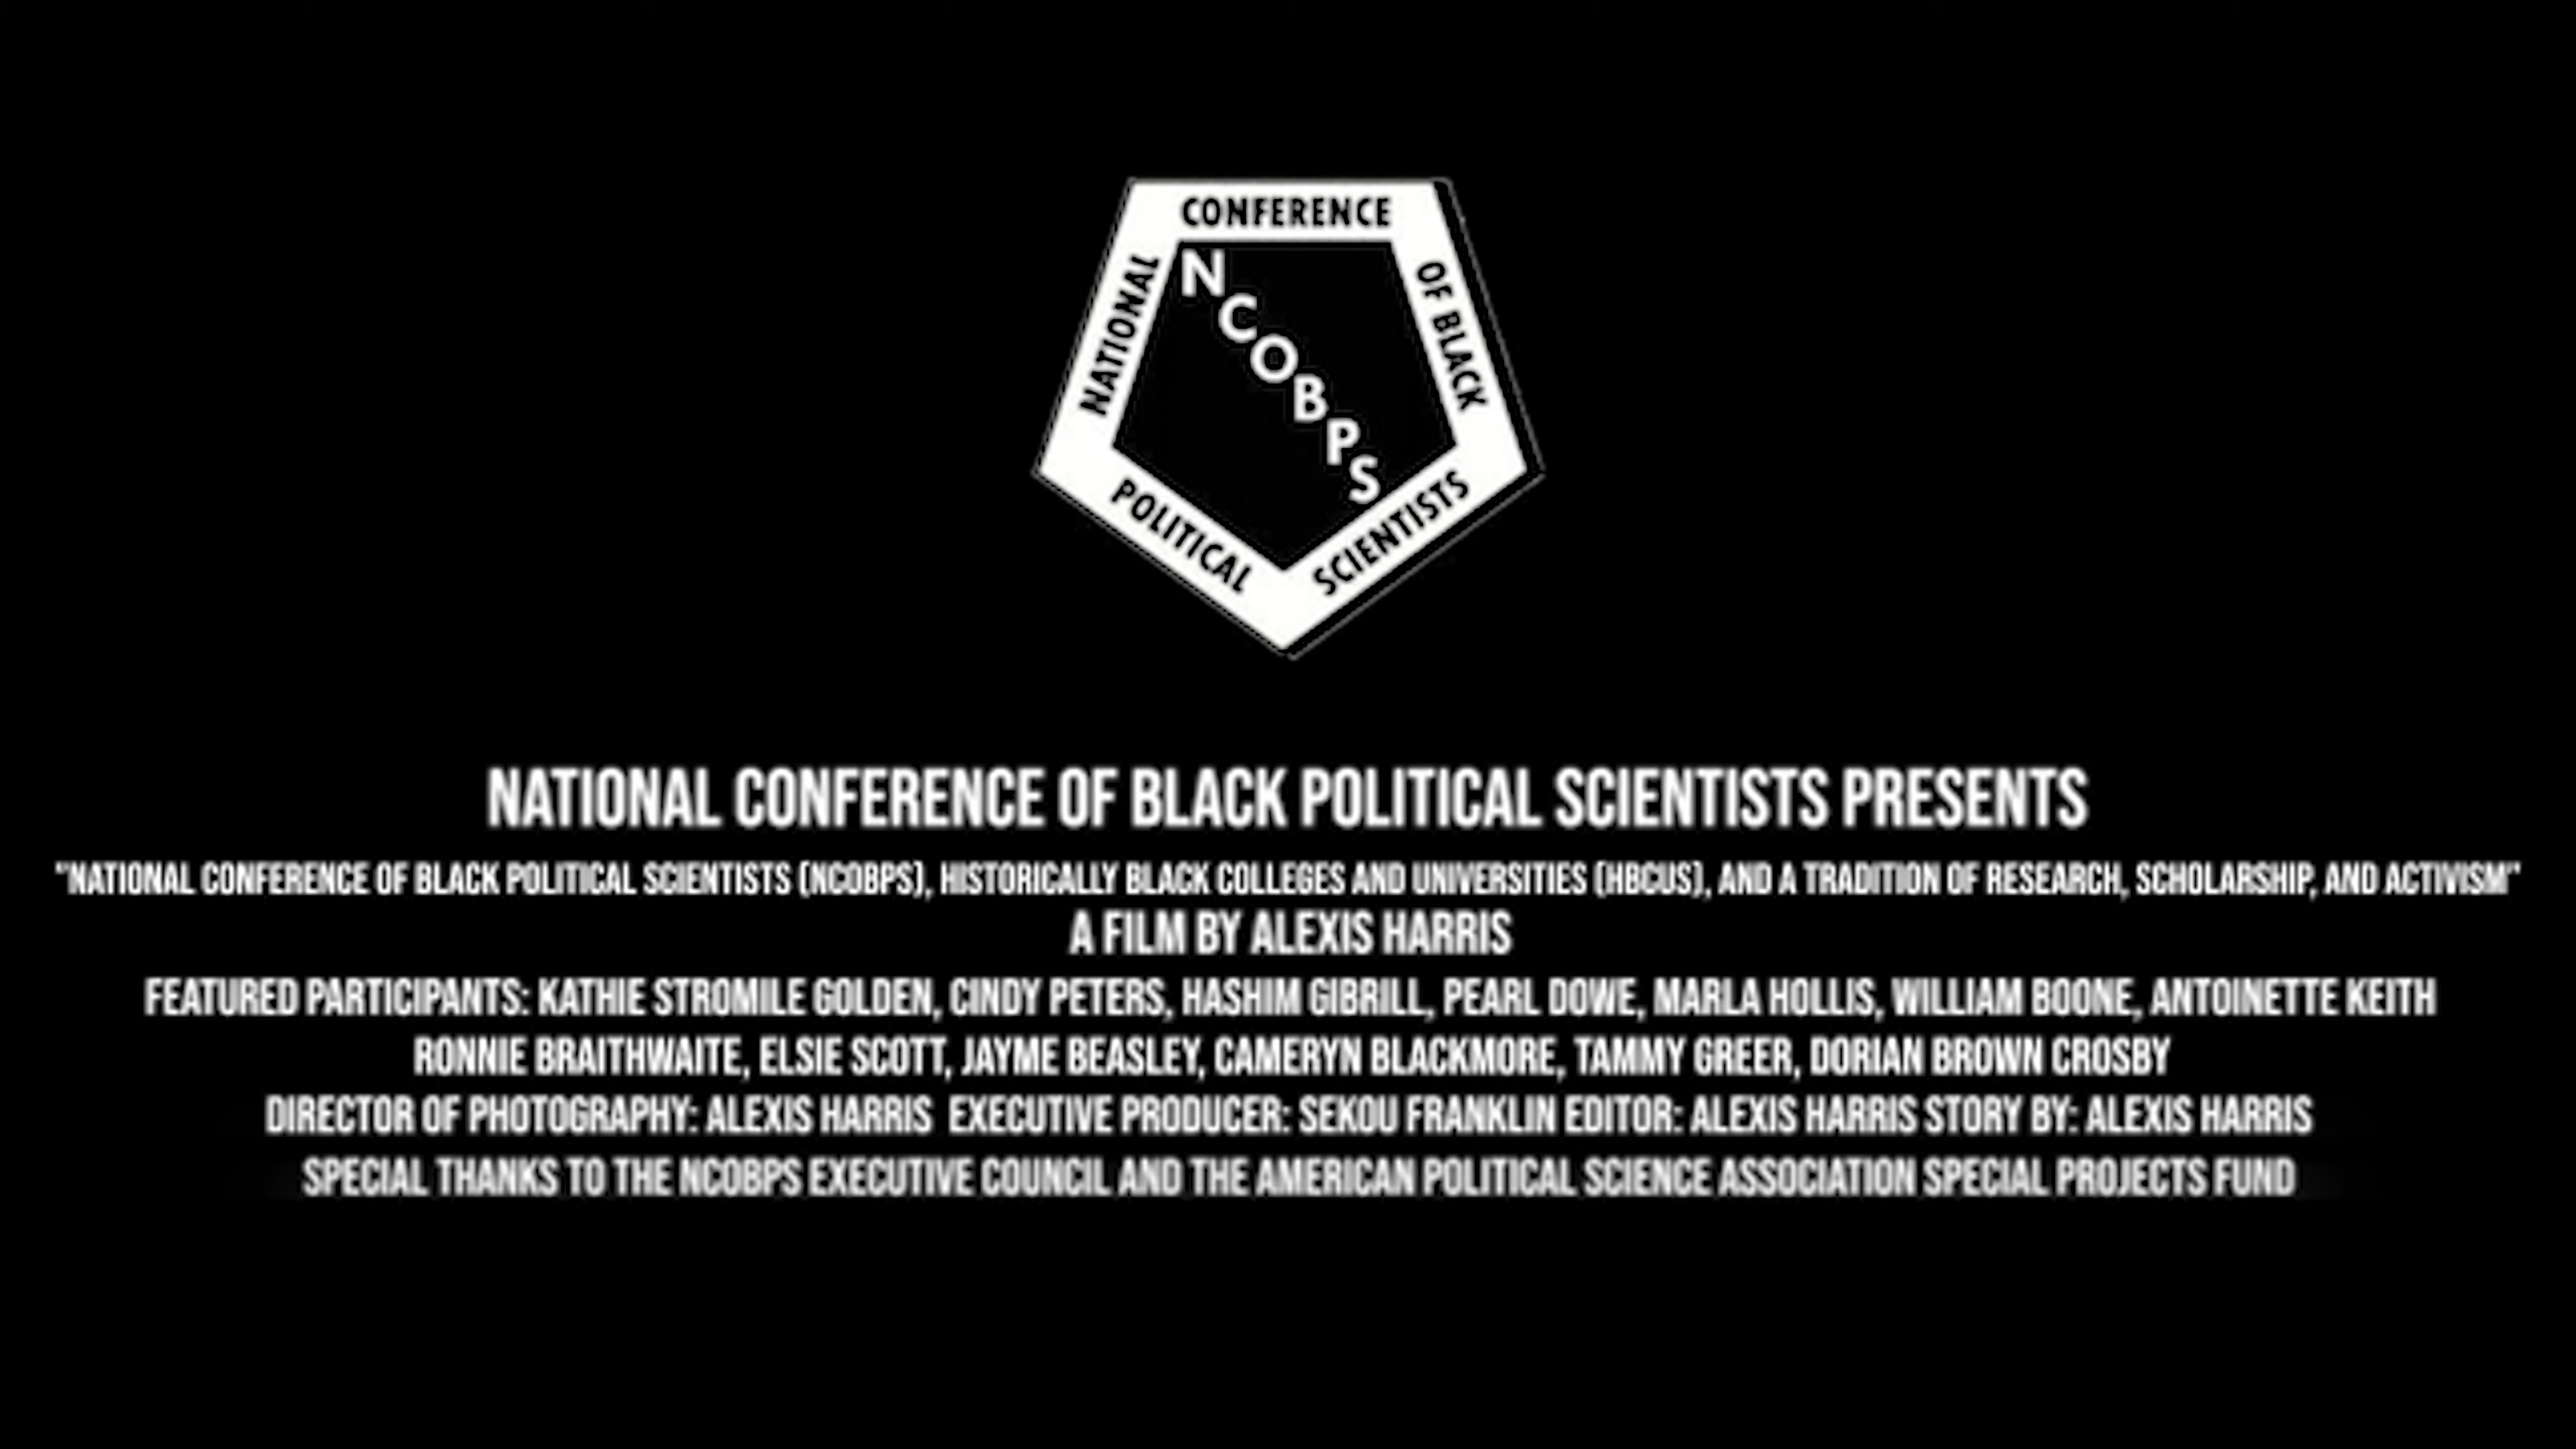 CONFERENCE
NATIONAL
OF BLACK
NCOBPS
POLITICAL
SCIENTISTS
NATIONAL CONFERENCE OF BLACK POLITICAL SCIENTISTS PRESENTS
"NATIONAL CONFERENCE OF BLACK POLITICAL SCIENTISTS (NCOBPS), HISTORICALLY BLACK COLLEGES AND UNIVERSITIES (HBCUS), AND A TRADITION OF RESEARCH, SCHOLARSHIP, AND ACTIVISM"
A FILM BY ALEXIS HARRIS
FEATURED PARTICIPANTS: KATHIE STROMILE GOLDEN, CINDY PETERS, HASHIM GIBRILL, PEARL DOWE, MARLA HOLLIS, WILLIAM BOONE, ANTOINETTE KEITH
RONNIE BRAITHWAITE, ELSIE SCOTT, JAYME BEASLEY, CAMERYN BLACKMORE, TAMMY GREER, DORIAN BROWN CROSBY
DIRECTOR OF PHOTOGRAPHY: ALEXIS HARRIS  EXECUTIVE PRODUCER: SEKOU FRANKLIN EDITOR: ALEXIS HARRIS STORY BY: ALEXIS HARRIS
SPECIAL THANKS TO THE NCOBPS EXECUTIVE COUNCIL AND THE AMERICAN POLITICAL SCIENCE ASSOCIATION SPECIAL PROJECTS FUND